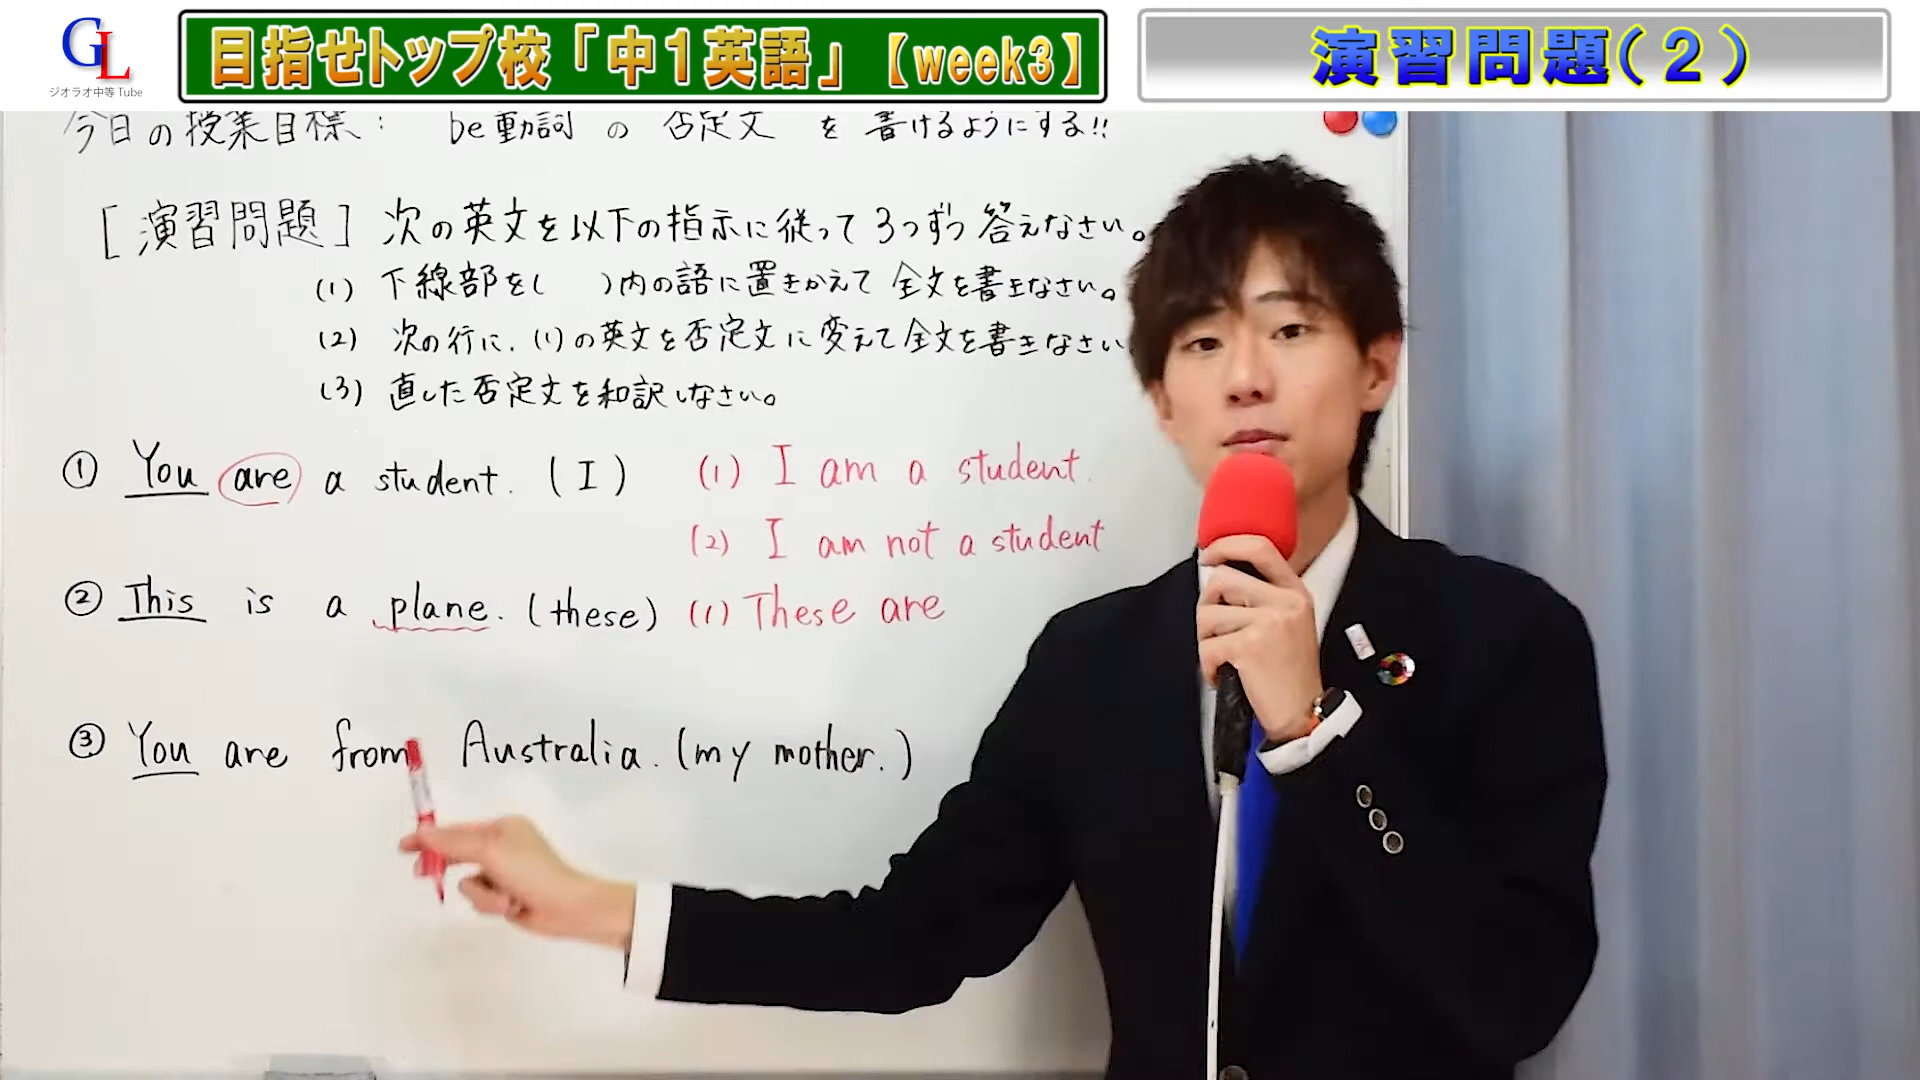 GL
ジオラオ中等Tube
目指せトップ校「中1英語」【week3】
演習問題(2)
今日の授業目標: be動詞 の 否定文 を 書けるようにする!!
[演習問題] 次の英文を以下の指示に従って3つずつ答えなさい。
(1) 下線部を( )内の語に置きかえて 全文を書きなさい。
(2) 次の行に、(1)の英文を否定文に変えて全文を書きなさい
(3) 直した否定文を和訳しなさい。
① You are a student. (I) (1) I am a student.
(2) I am not a student
② This is a plane. (these) (1) These are
③ You are from Australia. (my mother.)